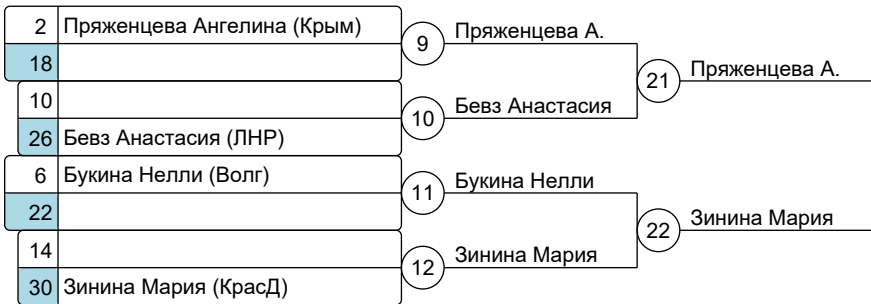 2 Пряженцева Ангелина (Крым)
18
9 Пряженцева А.
10
26 Бевз Анастасия (ЛНР)
10 Бевз Анастасия
21 Пряженцева А.
6 Букина Нелли (Волг)
22
11 Букина Нелли
14
30 Зинина Мария (КрасД)
12 Зинина Мария
22 Зинина Мария